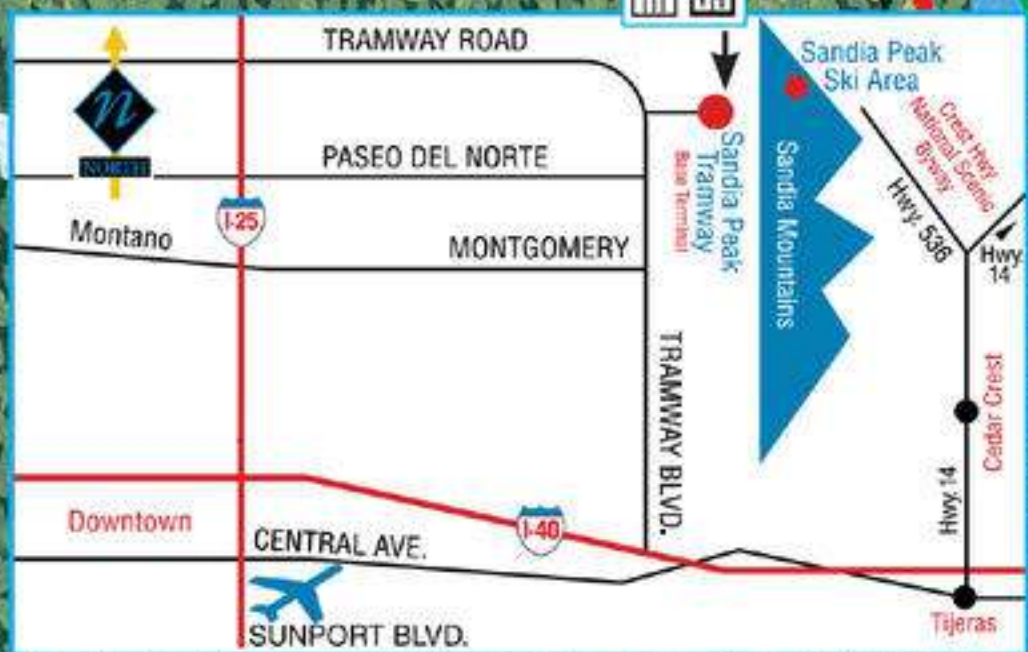 TRAMWAY ROAD
Sandia Peak
Ski Area
n
PASEO DEL NORTE
I-25
Montano
MONTGOMERY
Sandia Peak
Tramway
Base Terminal
Sandia Mountains
Crest Hwy
National Scenic
Byway
Hwy. 536
Hwy.
14
TRAMWAY BLVD.
Cedar Crest
Hwy 14
Downtown
I-40
CENTRAL AVE.
SUNPORT BLVD.
Tijeras